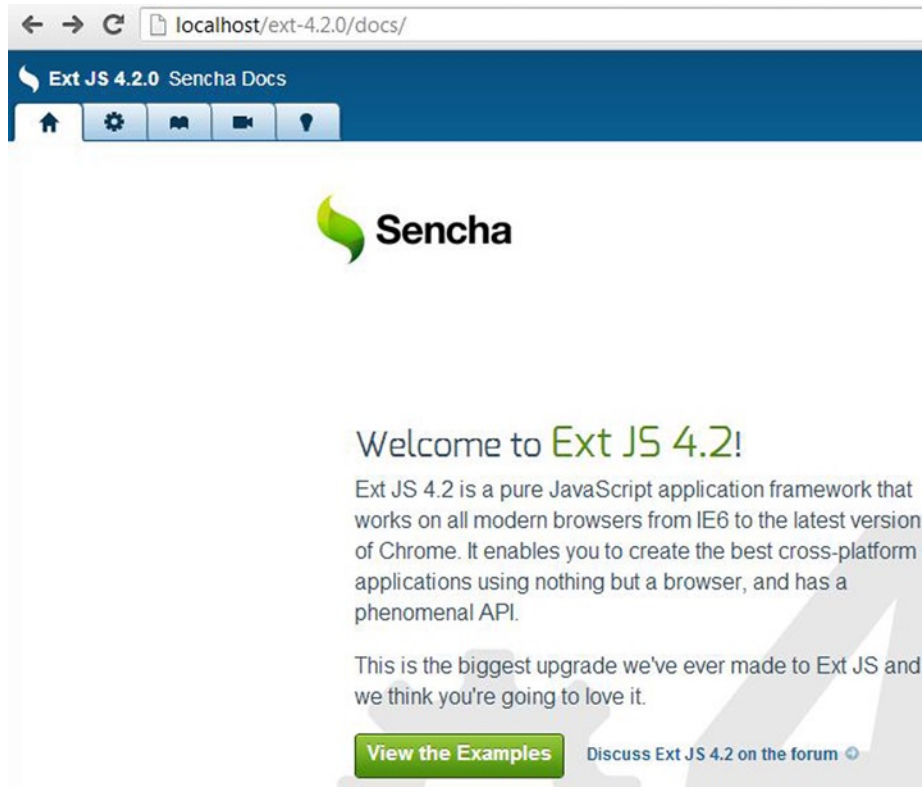 localhost/ext-4.2.0/docs/
Ext JS 4.2.0 Sencha Docs
Sencha
Welcome to Ext JS 4.2!
Ext JS 4.2 is a pure JavaScript application framework that
works on all modern browsers from IE6 to the latest version
of Chrome. It enables you to create the best cross-platform
applications using nothing but a browser, and has a
phenomenal API.
This is the biggest upgrade we've ever made to Ext JS and
we think you're going to love it.
View the Examples Discuss Ext JS 4.2 on the forum